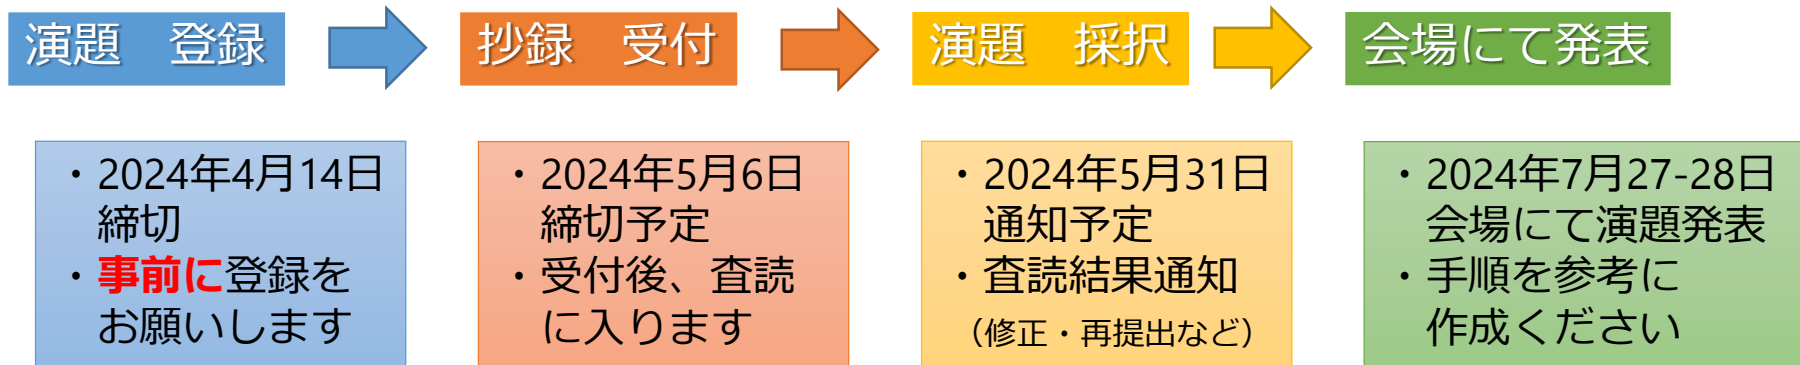 演題　登録
抄録　受付
演題　採択
会場にて発表
・2024年4月14日
締切
・事前に登録を
お願いします
・2024年5月6日
締切予定
・受付後、査読
に入ります
・2024年5月31日
通知予定
・査読結果通知
（修正・再提出など）
・2024年7月27-28日
会場にて演題発表
・手順を参考に
作成ください